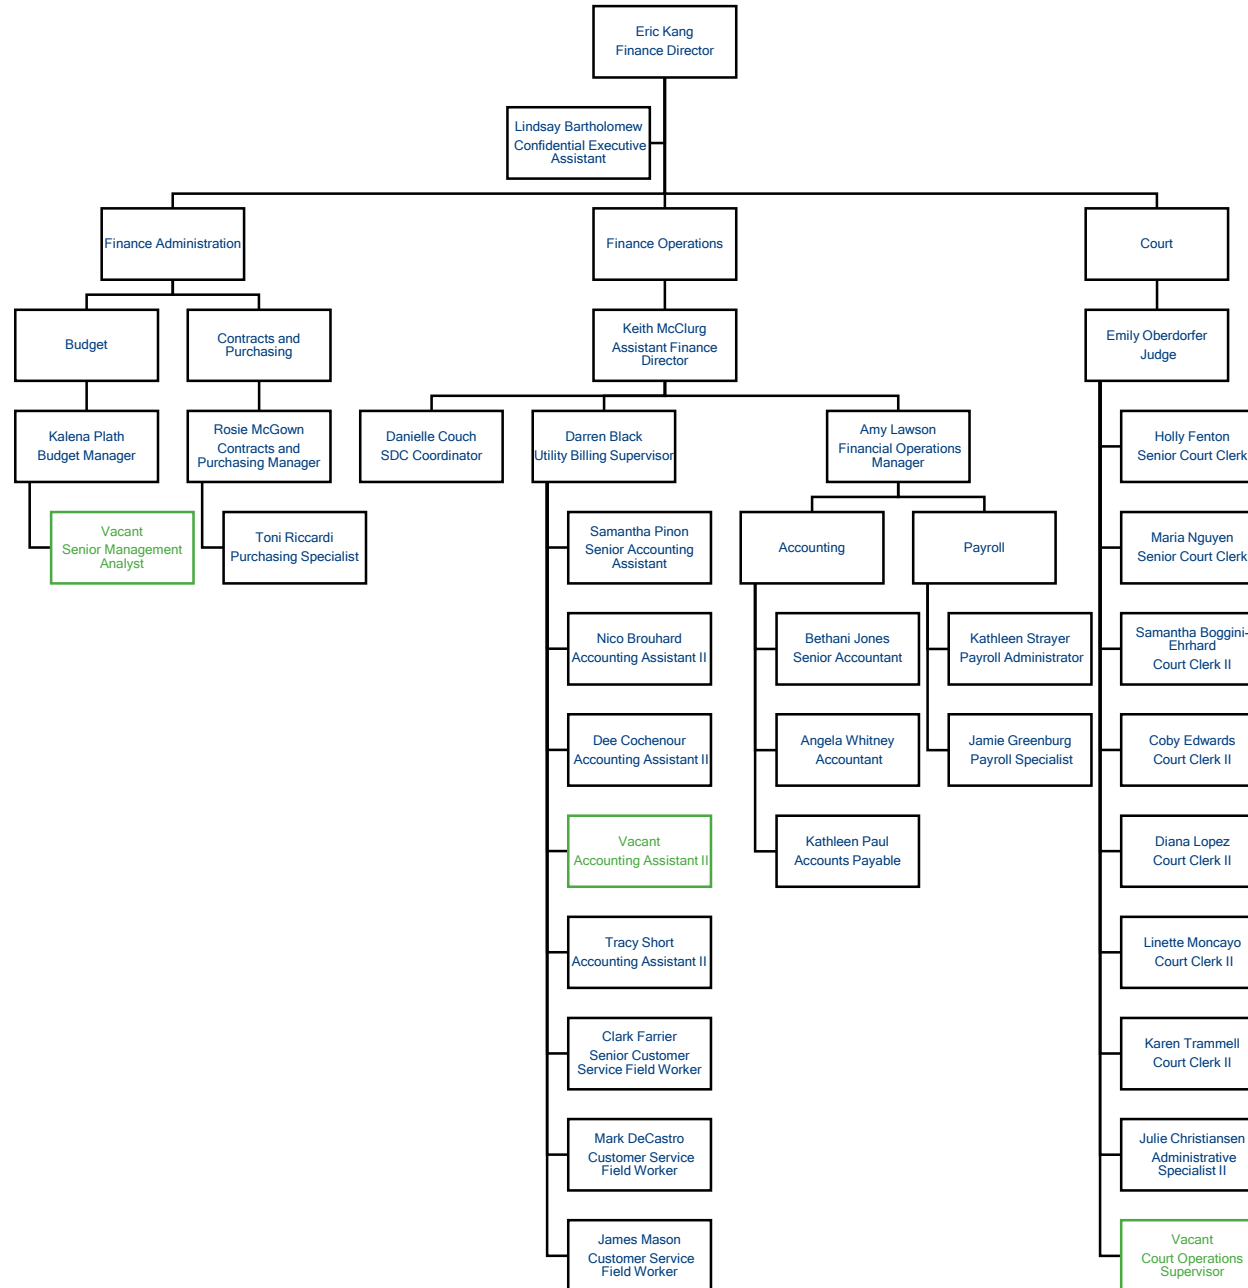 Eric Kang
Finance Director
Lindsay Bartholomew
Confidential Executive
Assistant
Finance Administration
Finance Operations
Court
Budget
Contracts and
Purchasing
Keith McClurg
Assistant Finance
Director
Emily Oberdorfer
Judge
Kalena Plath
Budget Manager
Rosie McGown
Contracts and
Purchasing Manager
Danielle Couch
SDC Coordinator
Darren Black
Utility Billing Supervisor
Amy Lawson
Financial Operations
Manager
Holly Fenton
Senior Court Clerk
Vacant
Senior Management
Analyst
Toni Riccardi
Purchasing Specialist
Samantha Pinon
Senior Accounting
Assistant
Accounting
Payroll
Maria Nguyen
Senior Court Clerk
Nico Brouhard
Accounting Assistant II
Bethani Jones
Senior Accountant
Kathleen Strayer
Payroll Administrator
Samantha Boggini-
Ehrhard
Court Clerk II
Dee Cochenour
Accounting Assistant II
Angela Whitney
Accountant
Jamie Greenburg
Payroll Specialist
Coby Edwards
Court Clerk II
Vacant
Accounting Assistant II
Kathleen Paul
Accounts Payable
Diana Lopez
Court Clerk II
Tracy Short
Accounting Assistant II
Linette Moncayo
Court Clerk II
Clark Farrier
Senior Customer
Service Field Worker
Karen Trammell
Court Clerk II
Mark DeCastro
Customer Service
Field Worker
Julie Christiansen
Administrative
Specialist II
James Mason
Customer Service
Field Worker
Vacant
Court Operations
Supervisor